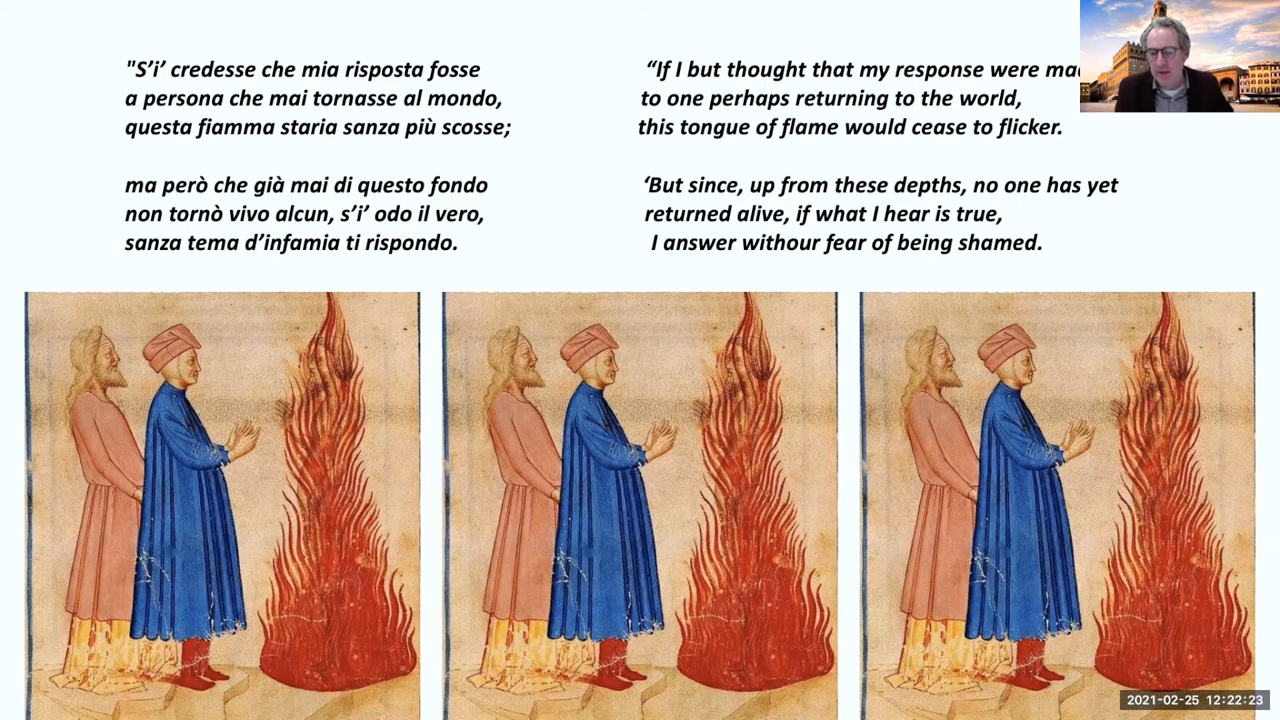 "S’i’ credesse che mia risposta fosse
a persona che mai tornasse al mondo,
questa fiamma staria sanza più scosse;
ma però che già mai di questo fondo
non tornò vivo alcun, s’i’ odo il vero,
sanza tema d’infamia ti rispondo.
“If I but thought that my response were
to one perhaps returning to the world,
this tongue of flame would cease to flicker.
‘But since, up from these depths, no one has yet
returned alive, if what I hear is true,
I answer withour fear of being shamed.
2021-02-25 12:22:23